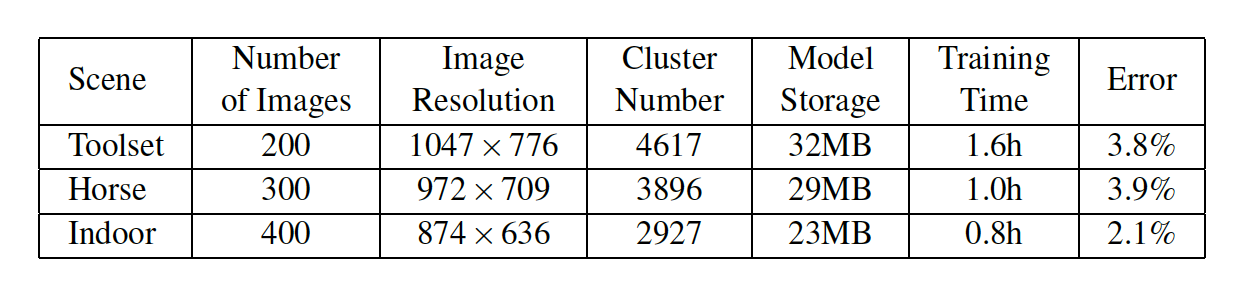 Scene Number of Images Image Resolution Cluster Number Model Storage Training Time Error
Toolset 200 1047 × 776 4617 32MB 1.6h 3.8%
Horse 300 972 × 709 3896 29MB 1.0h 3.9%
Indoor 400 874 × 636 2927 23MB 0.8h 2.1%